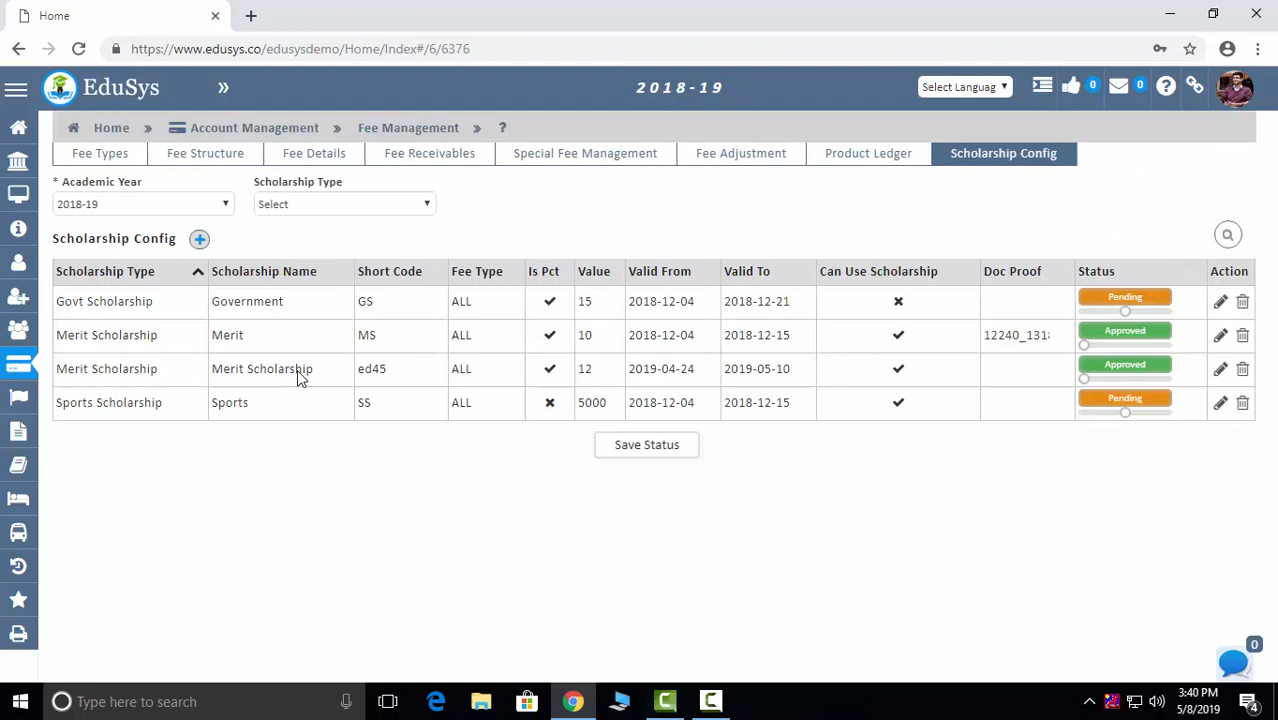 Home
https://www.edusys.co/edusysdemo/Home/Index#/6/6376
EduSys » 2018-19 Select Languag 0 0
Home » Account Management » Fee Management » ?
Fee Types Fee Structure Fee Details Fee Receivables Special Fee Management Fee Adjustment Product Ledger Scholarship Config
* Academic Year Scholarship Type
2018-19 Select
Scholarship Config
Scholarship Type Scholarship Name Short Code Fee Type Is Pct Value Valid From Valid To Can Use Scholarship Doc Proof Status Action
Govt Scholarship Government GS ALL 15 2018-12-04 2018-12-21 Pending
Merit Scholarship Merit MS ALL 10 2018-12-04 2018-12-15 12240_131 Approved
Merit Scholarship Merit Scholarship ed45 ALL 12 2019-04-24 2019-05-10 Approved
Sports Scholarship Sports SS ALL 5000 2018-12-04 2018-12-15 Pending
Save Status
0
Type here to search
3:40 PM
5/8/2019
4